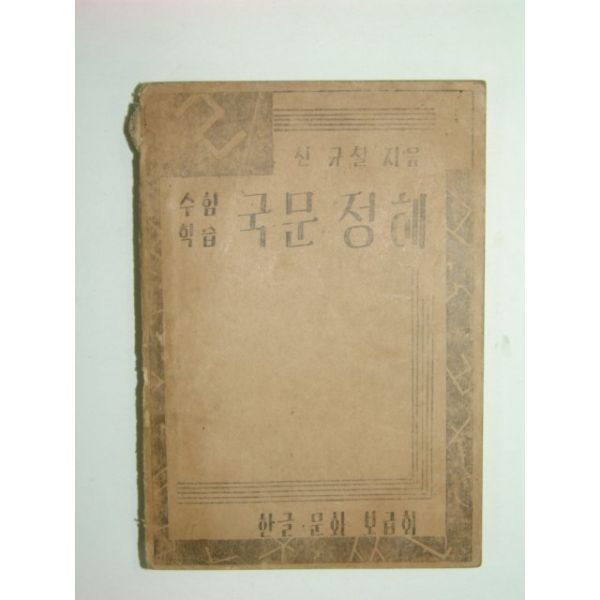 신 규 철 지음
수험
학습 국문·정해
한글·문화 보급회